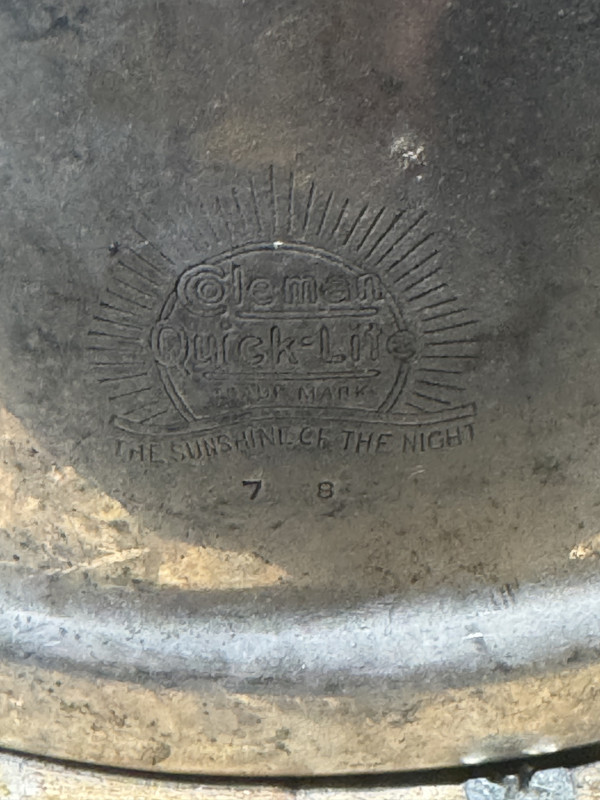 Coleman
Quick-Lite
TRADE MARK
THE SUNSHINE OF THE NIGHT
7 8